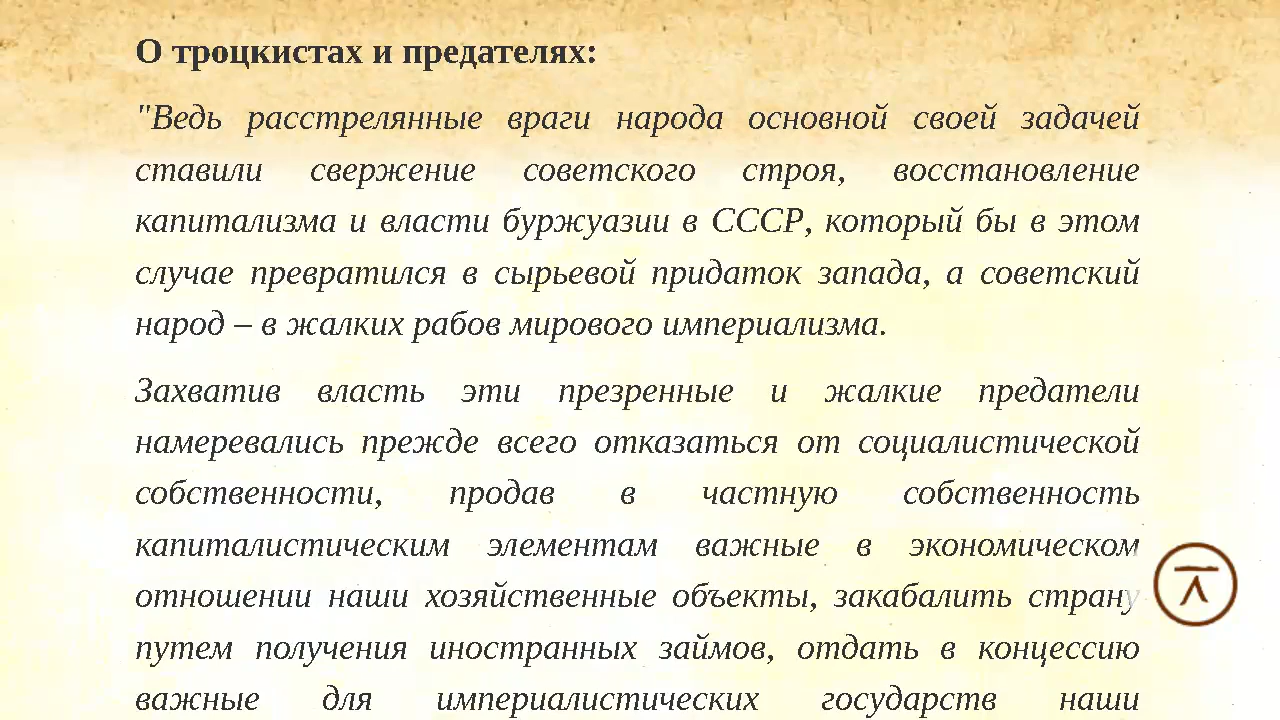 О троцкистах и предателях:
"Ведь расстрелянные враги народа основной своей задачей
ставили свержение советского строя, восстановление
капитализма и власти буржуазии в СССР, который бы в этом
случае превратился в сырьевой придаток запада, а советский
народ – в жалких рабов мирового империализма.
Захватив власть эти презренные и жалкие предатели
намеревались прежде всего отказаться от социалистической
собственности, продав в частную собственность
капиталистическим элементам важные в экономическом
отношении наши хозяйственные объекты, закабалить страну
путем получения иностранных займов, отдать в концессию
важные для империалистических государств наши